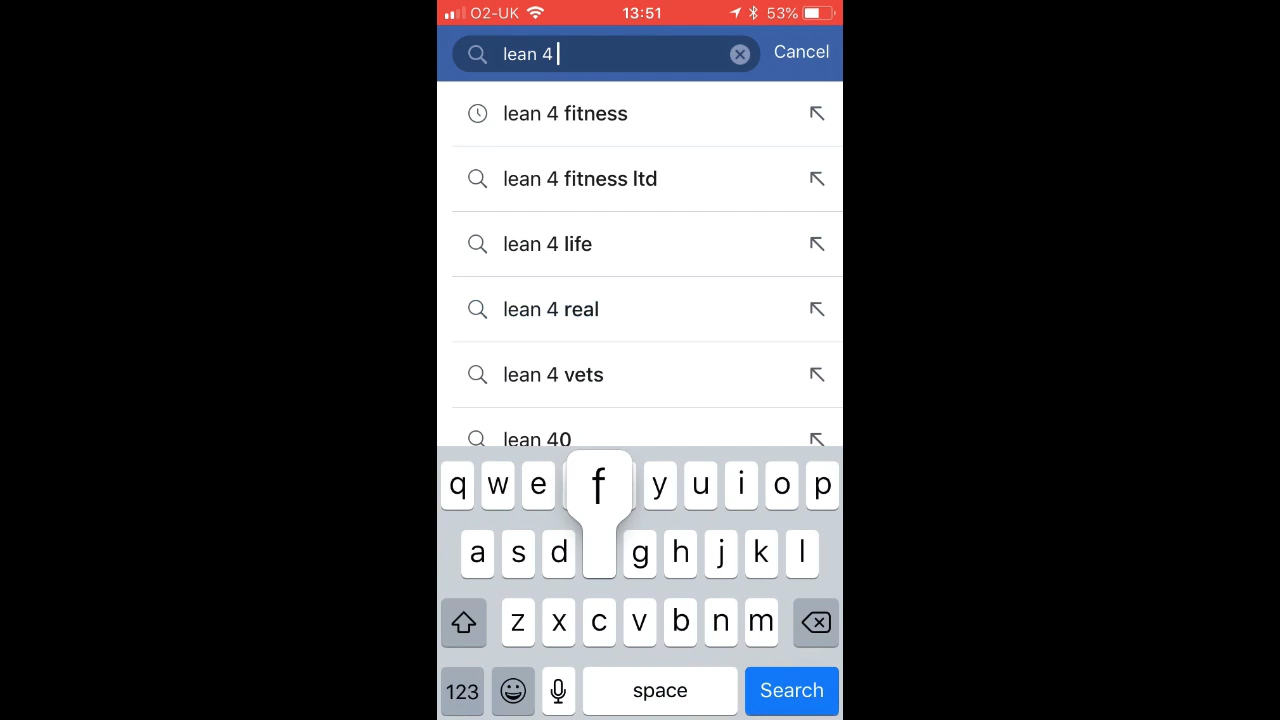 O2-UK 13:51 53%
lean 4 Cancel
lean 4 fitness
lean 4 fitness ltd
lean 4 life
lean 4 real
lean 4 vets
lean 40
q w e f y u i o p
a s d g h j k l
z x c v b n m
123 space Search